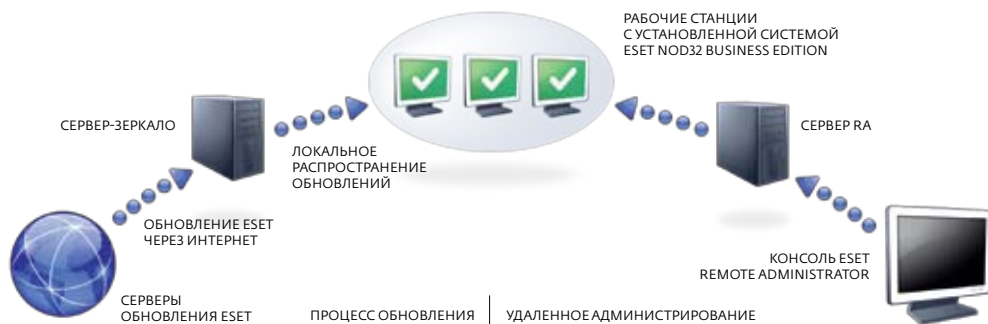 РАБОЧИЕ СТАНЦИИ
С УСТАНОВЛЕННОЙ СИСТЕМОЙ
ESET NOD32 BUSINESS EDITION
СЕРВЕР-ЗЕРКАЛО
СЕРВЕР RA
ЛОКАЛЬНОЕ
РАСПРОСТРАНЕНИЕ
ОБНОВЛЕНИЙ
ОБНОВЛЕНИЕ ESET
ЧЕРЕЗ ИНТЕРНЕТ
КОНСОЛЬ ESET
REMOTE ADMINISTRATOR
СЕРВЕРЫ
ОБНОВЛЕНИЯ ESET
ПРОЦЕСС ОБНОВЛЕНИЯ
УДАЛЕННОЕ АДМИНИСТРИРОВАНИЕ